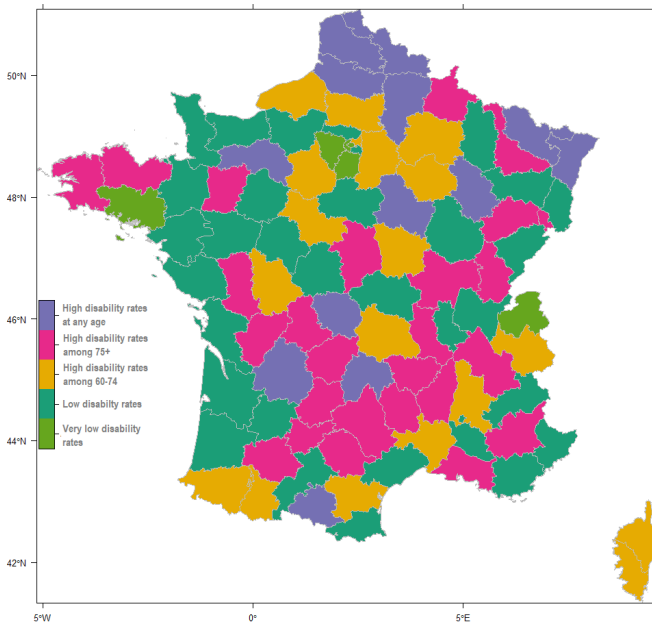 50°N
48°N
46°N
44°N
42°N
High disability rates
at any age
High disability rates
among 75+
High disability rates
among 60-74
Low disabilty rates
Very low disability
rates
5°W
0°
5°E